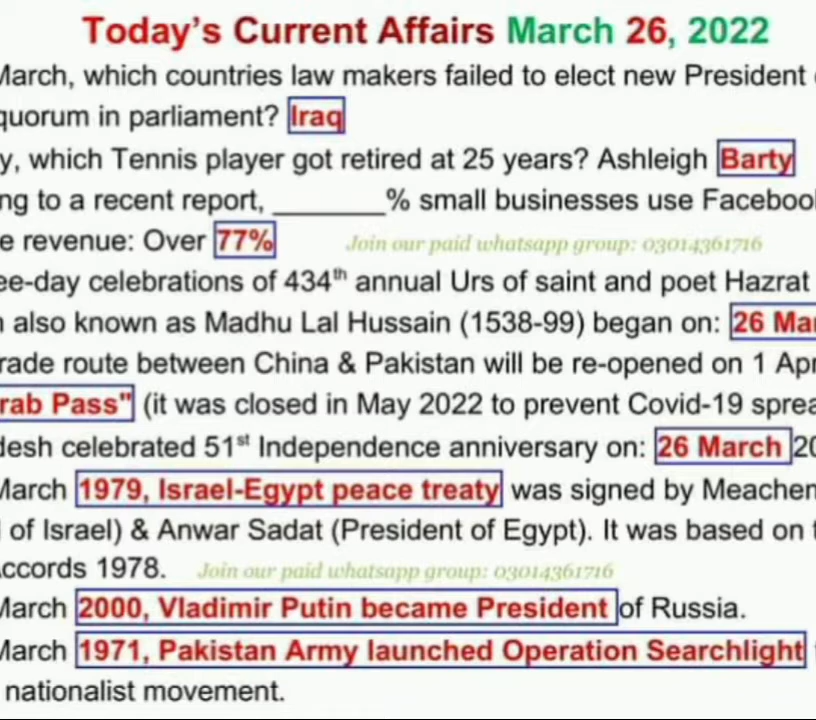 Today's Current Affairs March 26, 2022
March, which countries law makers failed to elect new President
quorum in parliament? Iraq
y, which Tennis player got retired at 25 years? Ashleigh Barty
ng to a recent report, _______% small businesses use Facebook
e revenue: Over 77% Join our paid whatsapp group: 03014361716
ee-day celebrations of 434th annual Urs of saint and poet Hazrat
also known as Madhu Lal Hussain (1538-99) began on: 26 Mar
rade route between China & Pakistan will be re-opened on 1 Apr
rab Pass" (it was closed in May 2022 to prevent Covid-19 sprea
desh celebrated 51st Independence anniversary on: 26 March 20
March 1979, Israel-Egypt peace treaty was signed by Meachen
of Israel) & Anwar Sadat (President of Egypt). It was based on t
ccords 1978. Join our paid whatsapp group: 03014361716
March 2000, Vladimir Putin became President of Russia.
March 1971, Pakistan Army launched Operation Searchlight
nationalist movement.